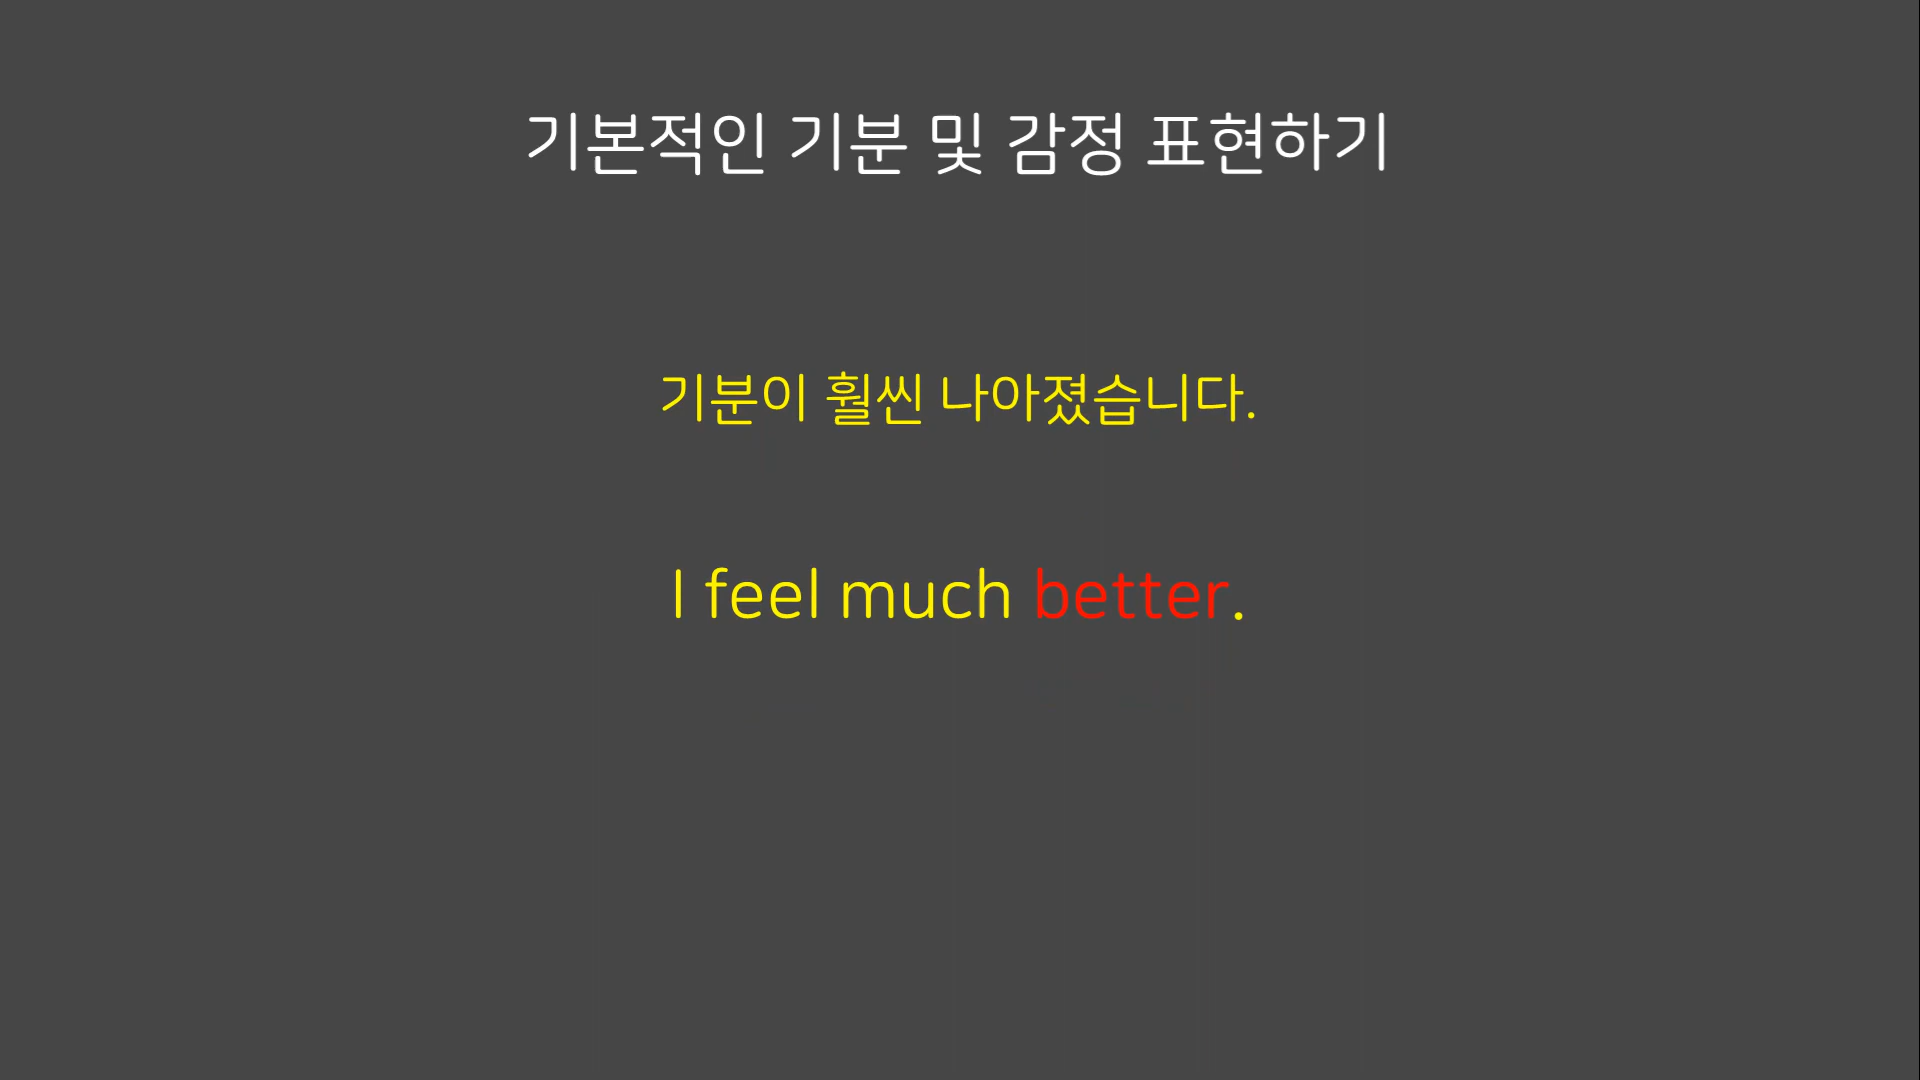 기본적인 기분 및 감정 표현하기
기분이 훨씬 나아졌습니다.
I feel much better.